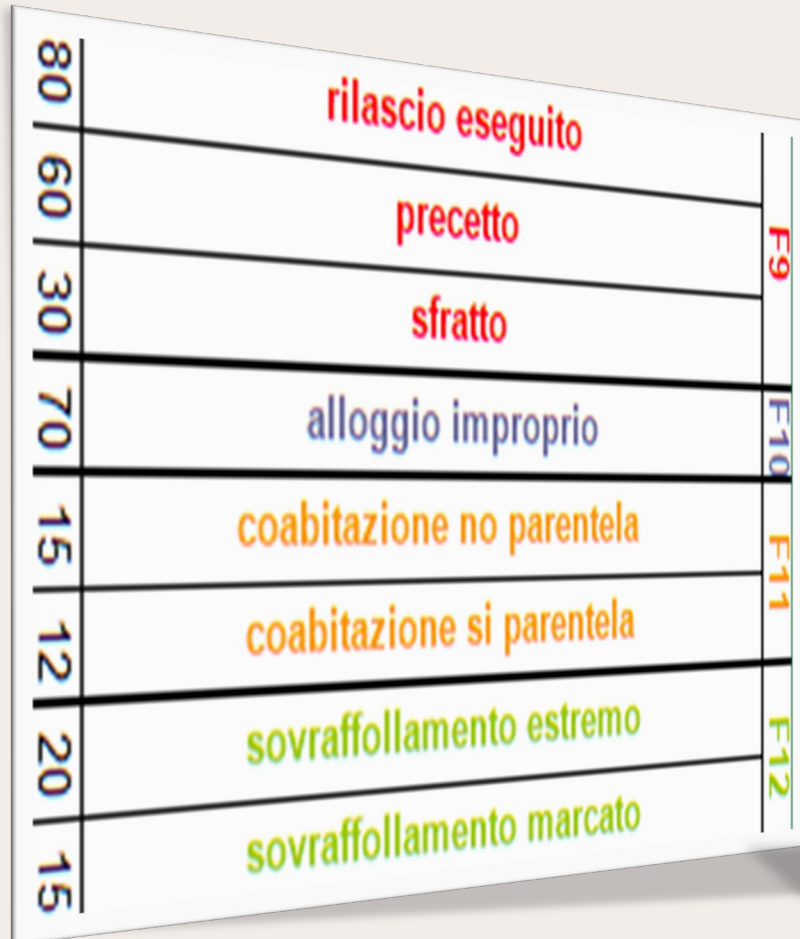 80 rilascio eseguito
60 precetto F9
30 sfratto
70 alloggio improprio F10
15 coabitazione no parentela F11
12 coabitazione si parentela
20 sovraffollamento estremo F12
15 sovraffollamento marcato